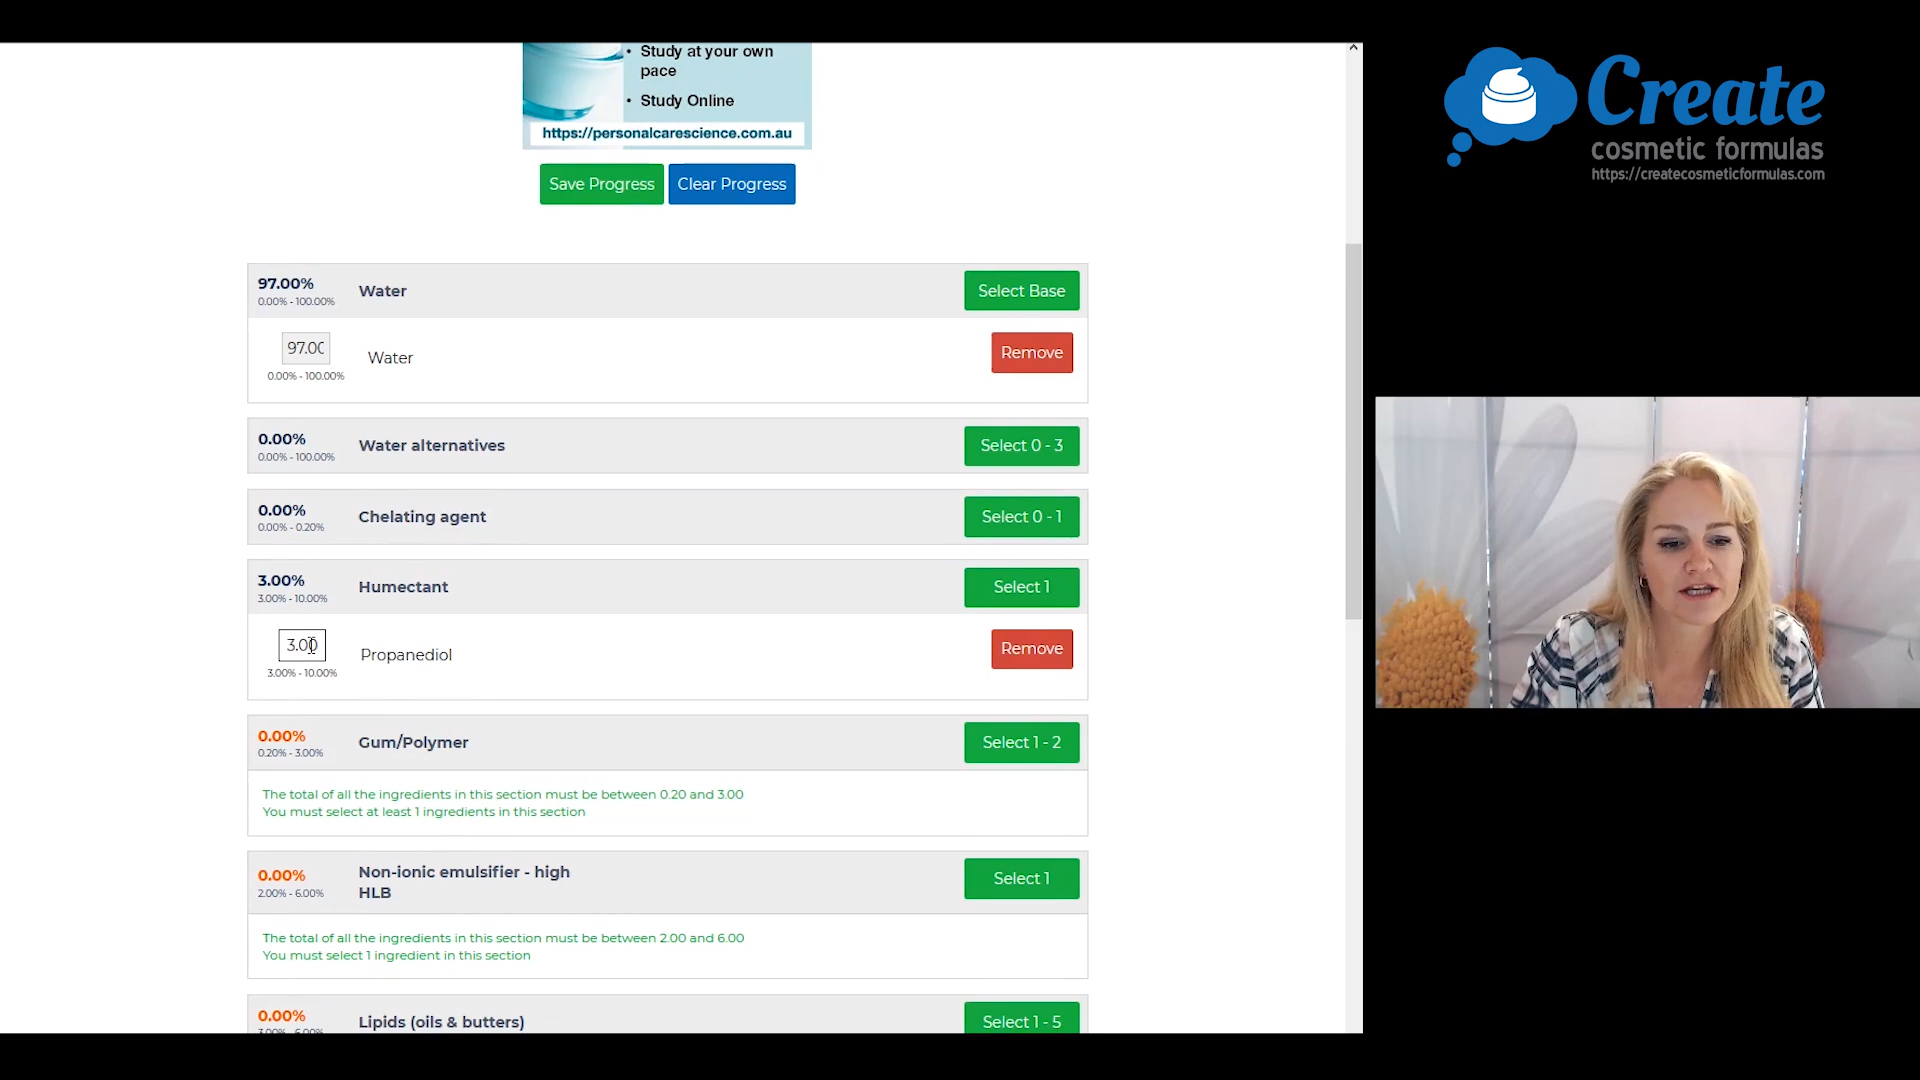 • Study at your own
pace
• Study Online
https://personalcarescience.com.au
Save Progress Clear Progress
97.00%
0.00% - 100.00%
Water
Select Base
97.00
0.00% - 100.00%
Water
Remove
0.00%
0.00% - 100.00%
Water alternatives
Select 0 - 3
0.00%
0.00% - 0.20%
Chelating agent
Select 0 - 1
3.00%
3.00% - 10.00%
Humectant
Select 1
3.00
3.00% - 10.00%
Propanediol
Remove
0.00%
0.20% - 3.00%
Gum/Polymer
Select 1 - 2
The total of all the ingredients in this section must be between 0.20 and 3.00
You must select at least 1 ingredients in this section
0.00%
2.00% - 6.00%
Non-ionic emulsifier - high
HLB
Select 1
The total of all the ingredients in this section must be between 2.00 and 6.00
You must select 1 ingredient in this section
0.00%
3.00% - 6.00%
Lipids (oils & butters)
Select 1 - 5
Create
cosmetic formulas
https://createcosmeticformulas.com